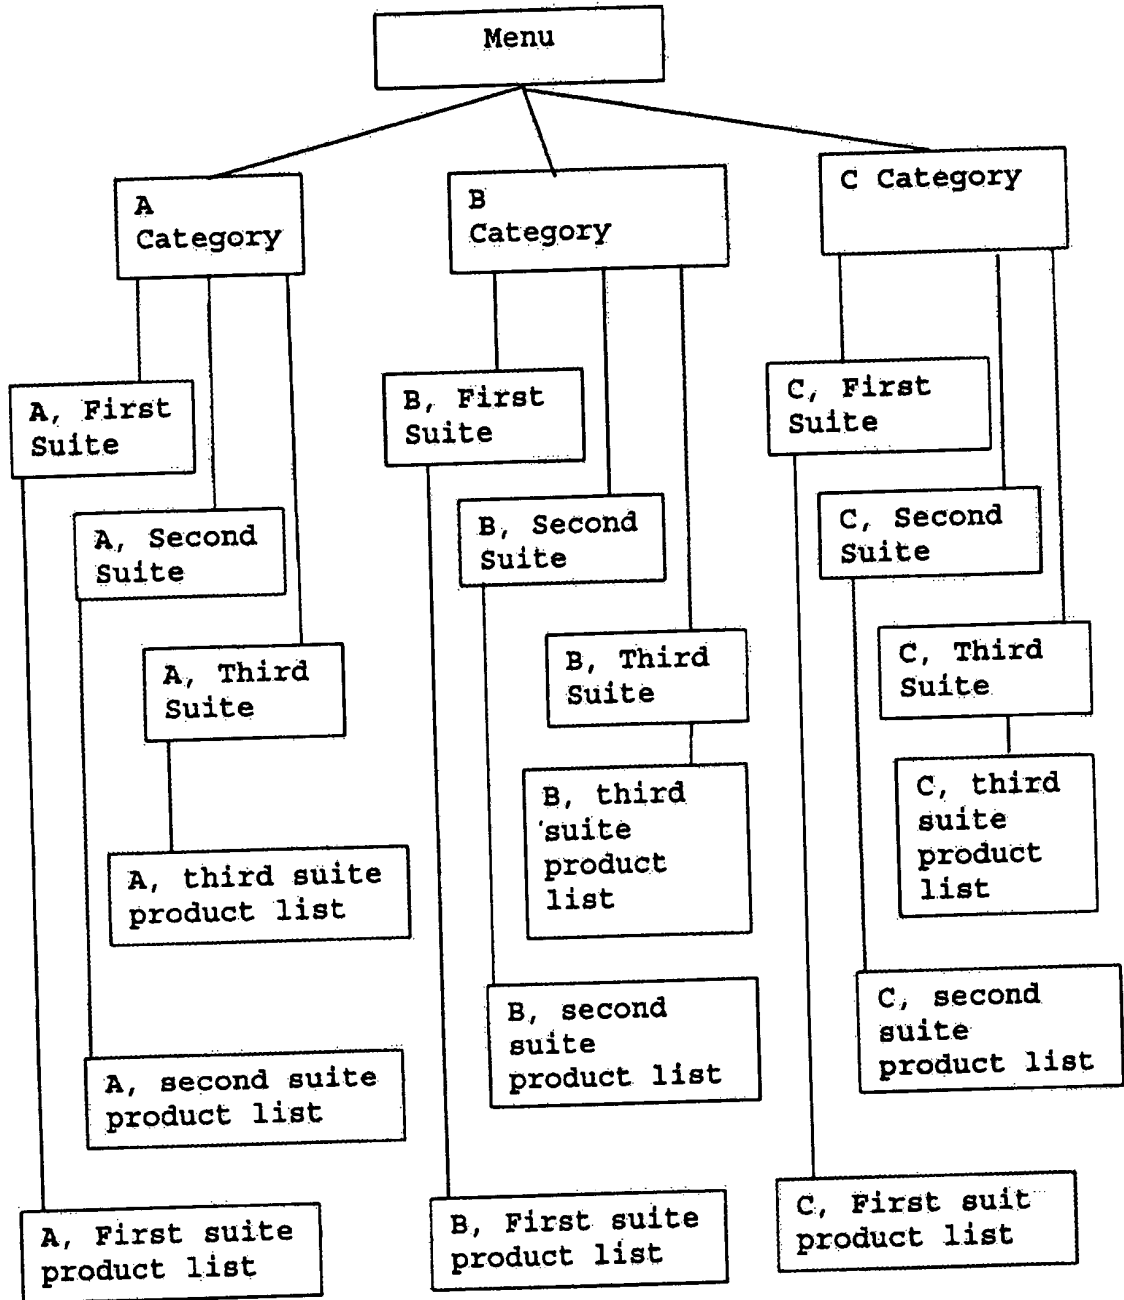 Menu
A
Category
B
Category
C Category
A, First
Suite
B, First
Suite
C, First
Suite
A, Second
Suite
B, Second
Suite
C, Second
Suite
A, Third
Suite
B, Third
Suite
C, Third
Suite
A, third suite
product list
B, third
suite
product
list
C, third
suite
product
list
A, second suite
product list
B, second
suite
product list
C, second
suite
product list
A, First suite
product list
B, First suite
product list
C, First suit
product list